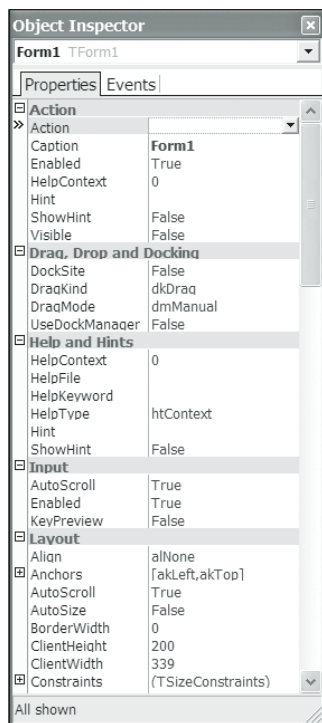 Object Inspector
Form1 TForm1
Properties Events
Action
Action
Caption Form1
Enabled True
HelpContext 0
Hint
ShowHint False
Visible False
Drag, Drop and Docking
DockSite False
DragKind dkDrag
DragMode dmManual
UseDockManager False
Help and Hints
HelpContext 0
HelpFile
HelpKeyword
HelpType htContext
Hint
ShowHint False
Input
AutoScroll True
Enabled True
KeyPreview False
Layout
Align alNone
Anchors [akLeft,akTop]
AutoScroll True
AutoSize False
BorderWidth 0
ClientHeight 200
ClientWidth 339
Constraints (TSizeConstraints)
All shown